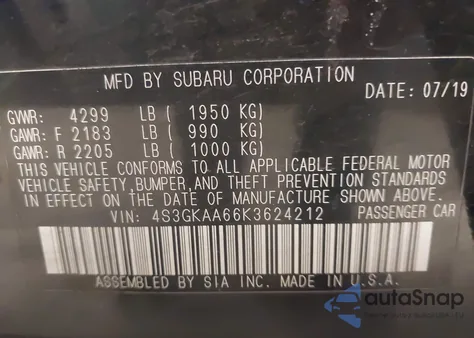 MFD BY SUBARU CORPORATION
DATE: 07/19
GVWR: 4299 LB ( 1950 KG)
GAWR: F 2183 LB ( 990 KG)
GAWR: R 2205 LB ( 1000 KG)
THIS VEHICLE CONFORMS TO ALL APPLICABLE FEDERAL MOTOR
VEHICLE SAFETY,BUMPER,AND THEFT PREVENTION STANDARDS
IN EFFECT ON THE DATE OF MANUFACTURE SHOWN ABOVE.
VIN: 4S3GKAA66K3624212 PASSENGER CAR
ASSEMBLED BY SIA INC. MADE IN U.S.A.
autoSnap